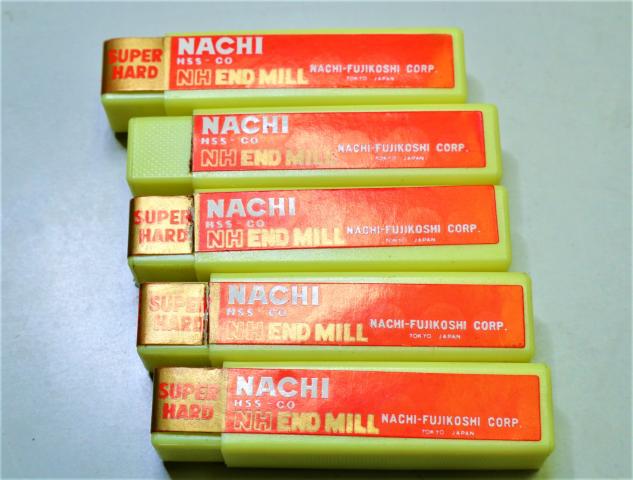 SUPER
HARD
NACHI
HSS-CO
NH END MILL
NACHI-FUJIKOSHI CORP.
TOKYO JAPAN
NACHI
HSS-CO
NH END MILL
NACHI-FUJIKOSHI CORP.
TOKYO JAPAN
SUPER
HARD
NACHI
HSS-CO
NH END MILL
NACHI-FUJIKOSHI CORP.
TOKYO JAPAN
SUPER
HARD
NACHI
HSS-CO
NH END MILL
NACHI-FUJIKOSHI CORP.
TOKYO JAPAN
SUPER
HARD
NACHI
HSS-CO
NH END MILL
NACHI-FUJIKOSHI CORP.
TOKYO JAPAN